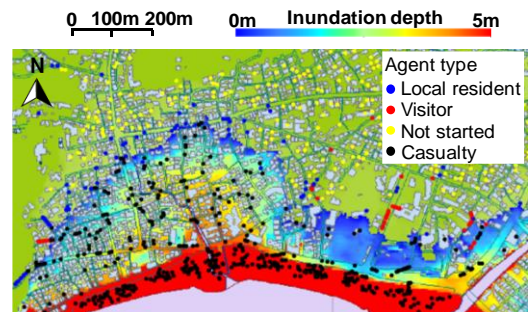 0 100m 200m
0m Inundation depth 5m
N
Agent type
Local resident
Visitor
Not started
Casualty